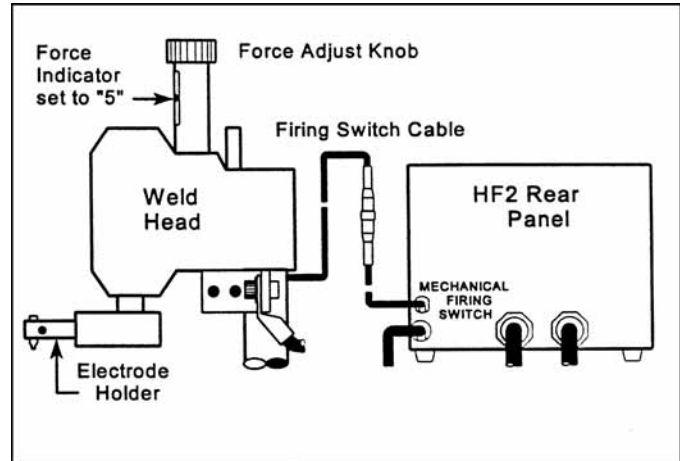 Force
Indicator
set to "5"
Force Adjust Knob
Firing Switch Cable
Weld
Head
HF2 Rear
Panel
MECHANICAL
FIRING
SWITCH
Electrode
Holder